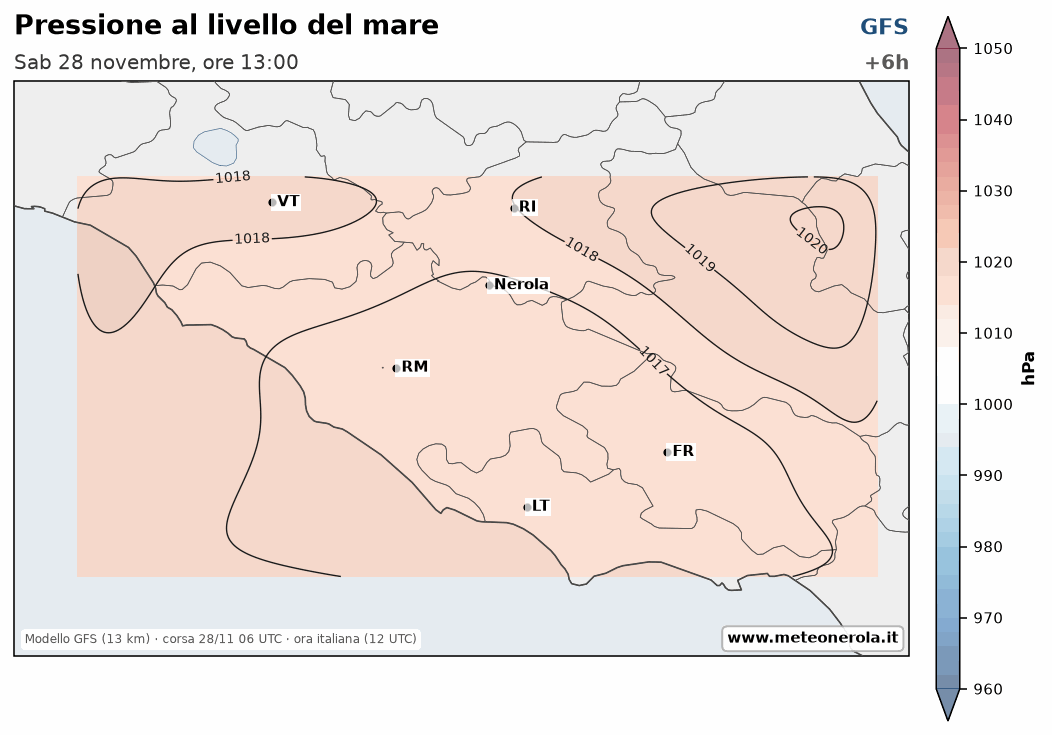 Pressione al livello del mare
GFS
Sab 28 novembre, ore 13:00
+6h
1018
VT
RI
1018
1018
1019
1020
Nerola
1017
RM
FR
LT
Modello GFS (13 km) · corsa 28/11 06 UTC · ora italiana (12 UTC)
www.meteonerola.it
1050
1040
1030
1020
1010
1000
990
980
970
960
hPa